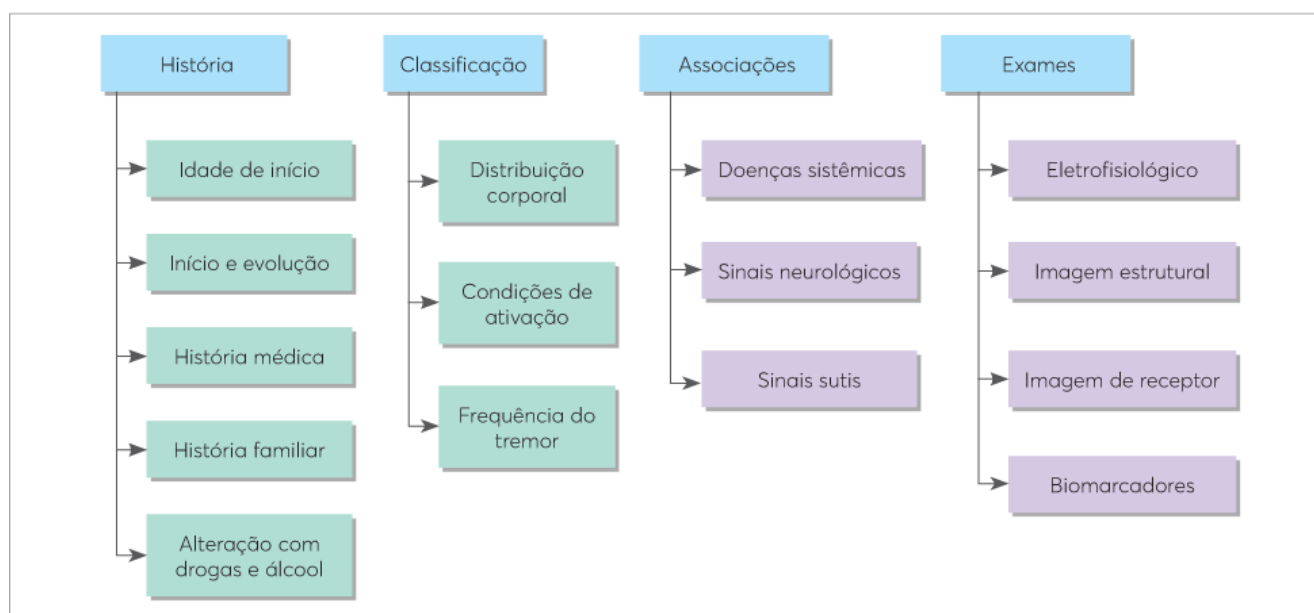 História
Idade de início
Início e evolução
História médica
História familiar
Alteração com
drogas e álcool
Classificação
Distribuição
corporal
Condições de
ativação
Frequência do
tremor
Associações
Doenças sistêmicas
Sinais neurológicos
Sinais sutis
Exames
Eletrofisiológico
Imagem estrutural
Imagem de receptor
Biomarcadores